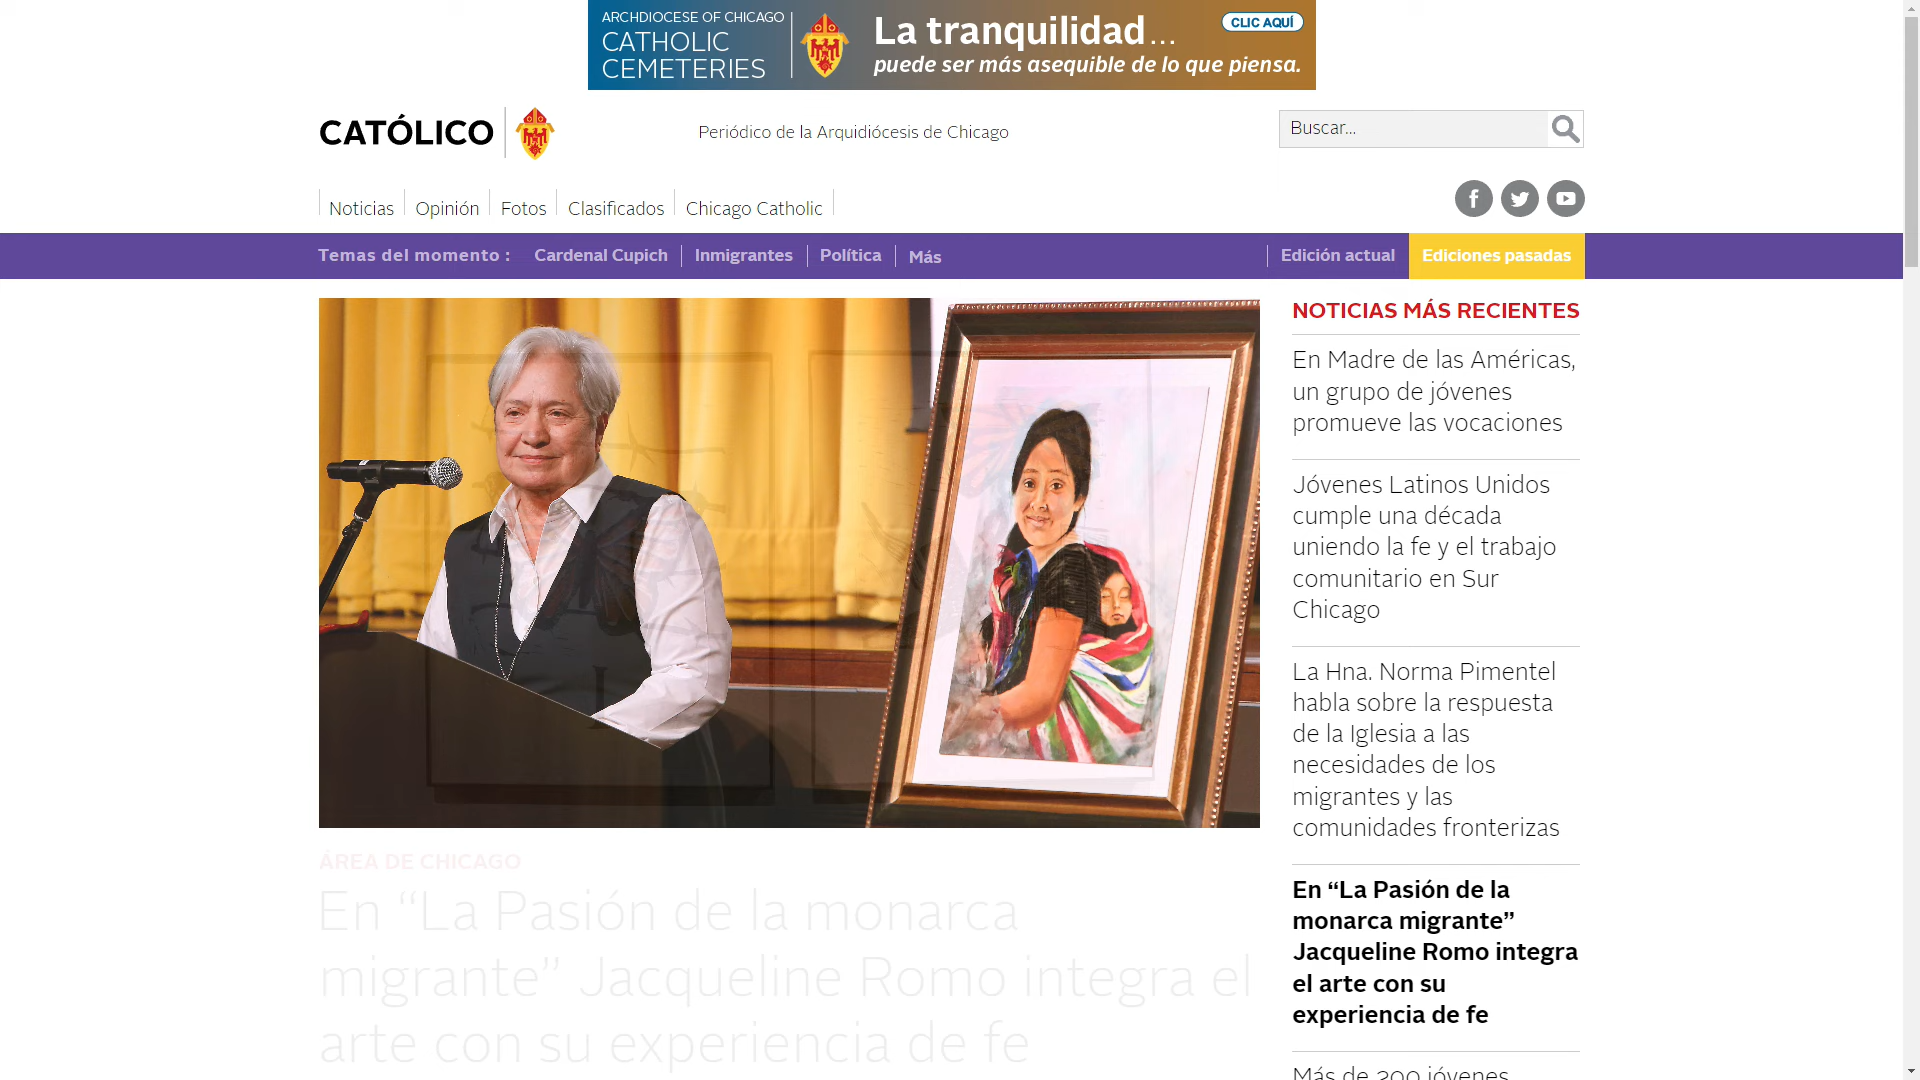 ARCHDIOCESE OF CHICAGO
CATHOLIC
CEMETERIES
La tranquilidad...
puede ser más asequible de lo que piensa.
CLIC AQUÍ
CATÓLICO
Periódico de la Arquidiócesis de Chicago
Buscar...
Noticias
Opinión
Fotos
Clasificados
Chicago Catholic
Temas del momento :
Cardenal Cupich
Inmigrantes
Política
Más
Edición actual
Ediciones pasadas
ÁREA DE CHICAGO
En “La Pasión de la monarca
migrante” Jacqueline Romo integra el
arte con su experiencia de fe
NOTICIAS MÁS RECIENTES
En Madre de las Américas,
un grupo de jóvenes
promueve las vocaciones
Jóvenes Latinos Unidos
cumple una década
uniendo la fe y el trabajo
comunitario en Sur
Chicago
La Hna. Norma Pimentel
habla sobre la respuesta
de la Iglesia a las
necesidades de los
migrantes y las
comunidades fronterizas
En “La Pasión de la
monarca migrante”
Jacqueline Romo integra
el arte con su
experiencia de fe
Más de 200 jóvenes